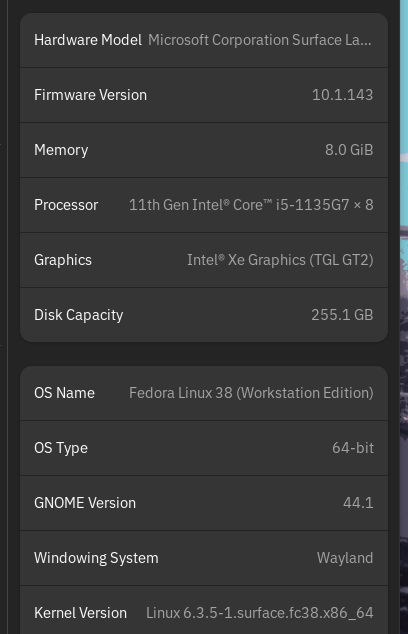 Hardware Model Microsoft Corporation Surface La...
Firmware Version 10.1.143
Memory 8.0 GiB
Processor 11th Gen Intel® Core™ i5-1135G7 × 8
Graphics Intel® Xe Graphics (TGL GT2)
Disk Capacity 255.1 GB
OS Name Fedora Linux 38 (Workstation Edition)
OS Type 64-bit
GNOME Version 44.1
Windowing System Wayland
Kernel Version Linux 6.3.5-1.surface.fc38.x86_64